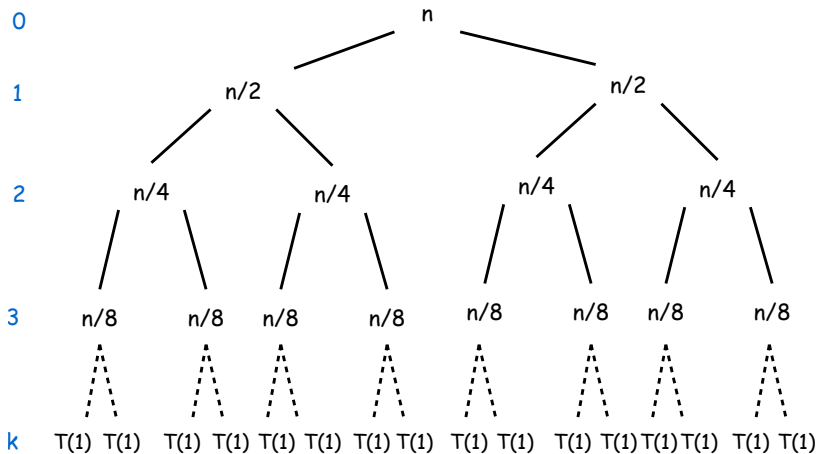 0 n
1 n/2 n/2
2 n/4 n/4 n/4 n/4
3 n/8 n/8 n/8 n/8 n/8 n/8 n/8 n/8
k T(1) T(1) T(1) T(1) T(1) T(1) T(1) T(1) T(1) T(1) T(1) T(1) T(1) T(1) T(1) T(1)